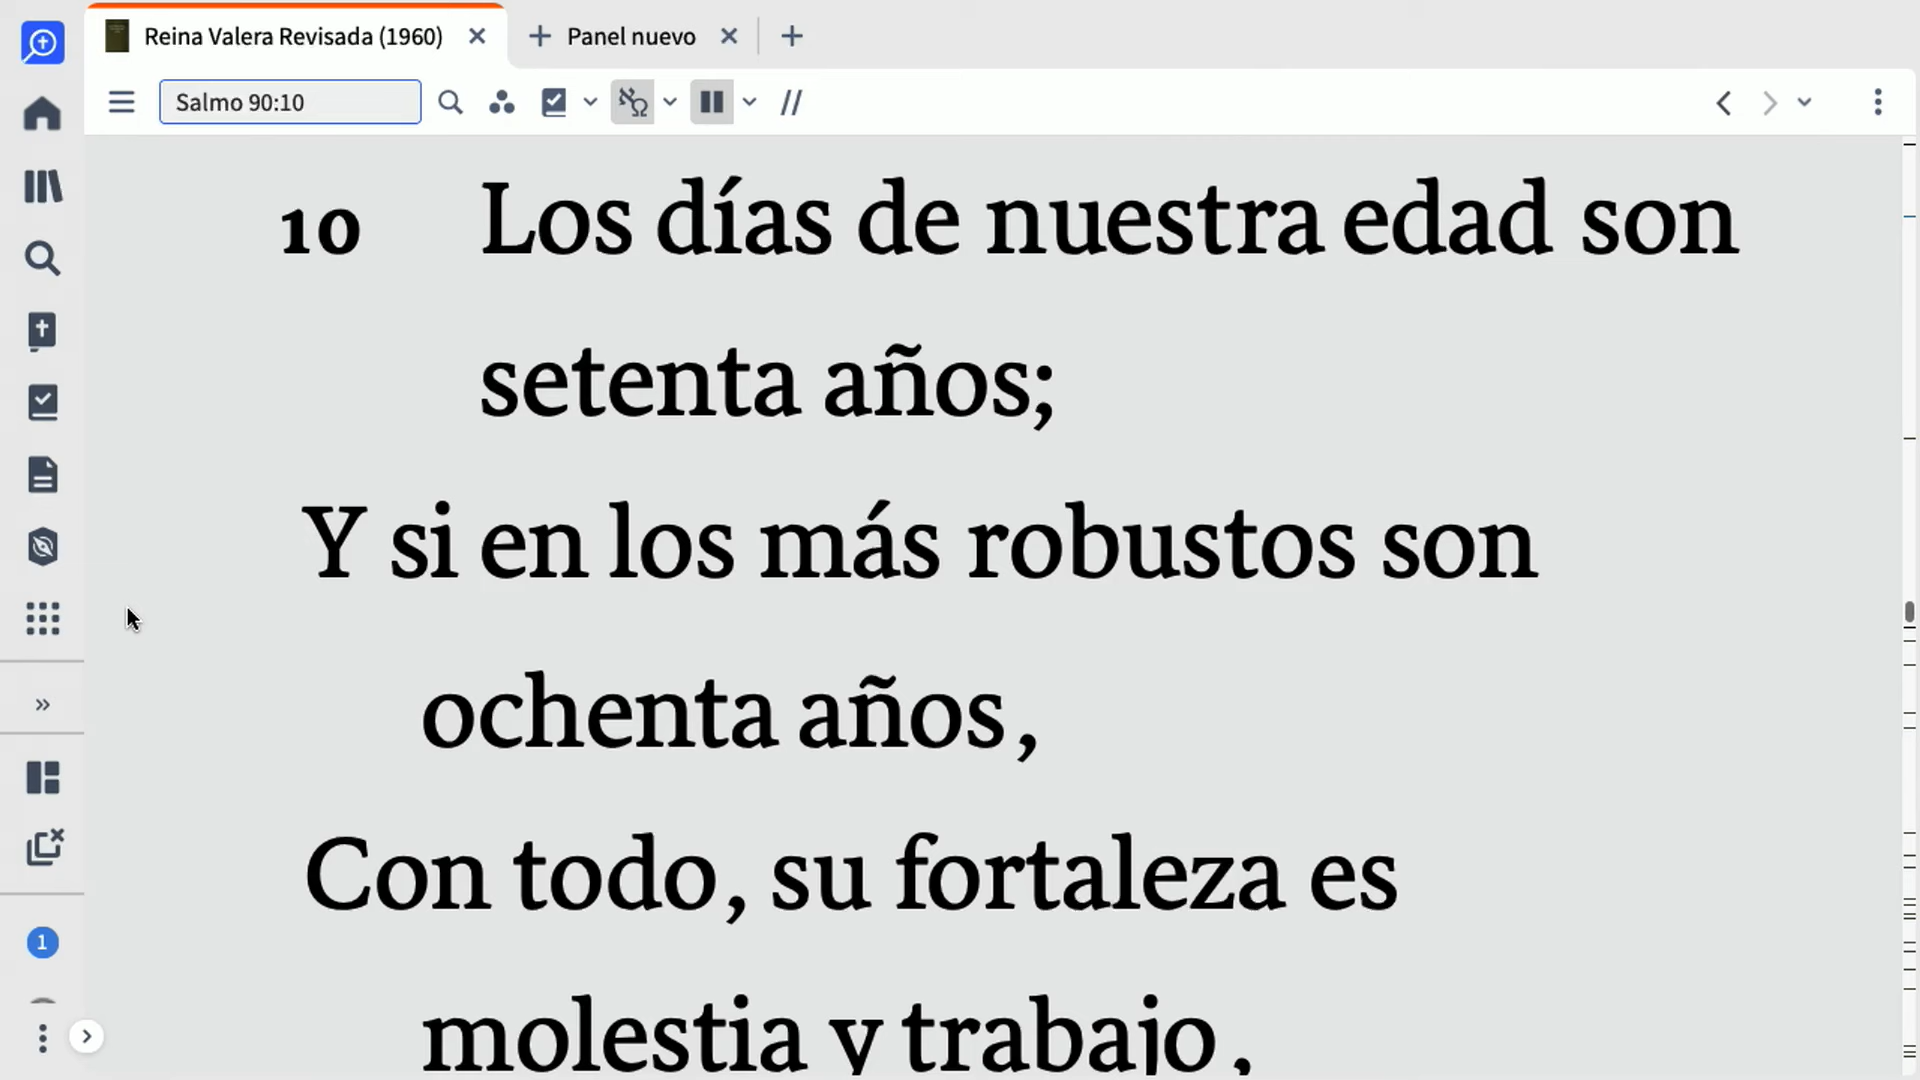 Reina Valera Revisada (1960)
Panel nuevo
Salmo 90:10
10 Los días de nuestra edad son
setenta años;
Y si en los más robustos son
ochenta años,
Con todo, su fortaleza es
molestia y trabajo,
1